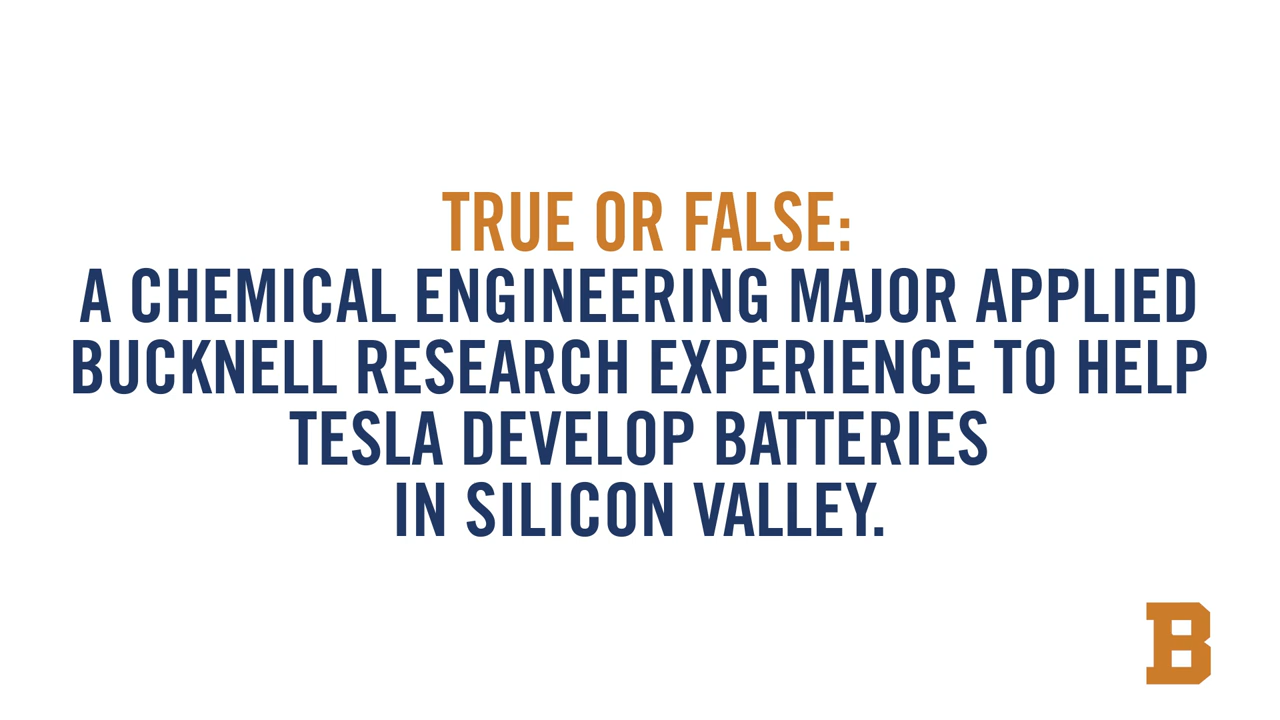 TRUE OR FALSE:
A CHEMICAL ENGINEERING MAJOR APPLIED
BUCKNELL RESEARCH EXPERIENCE TO HELP
TESLA DEVELOP BATTERIES
IN SILICON VALLEY.
B